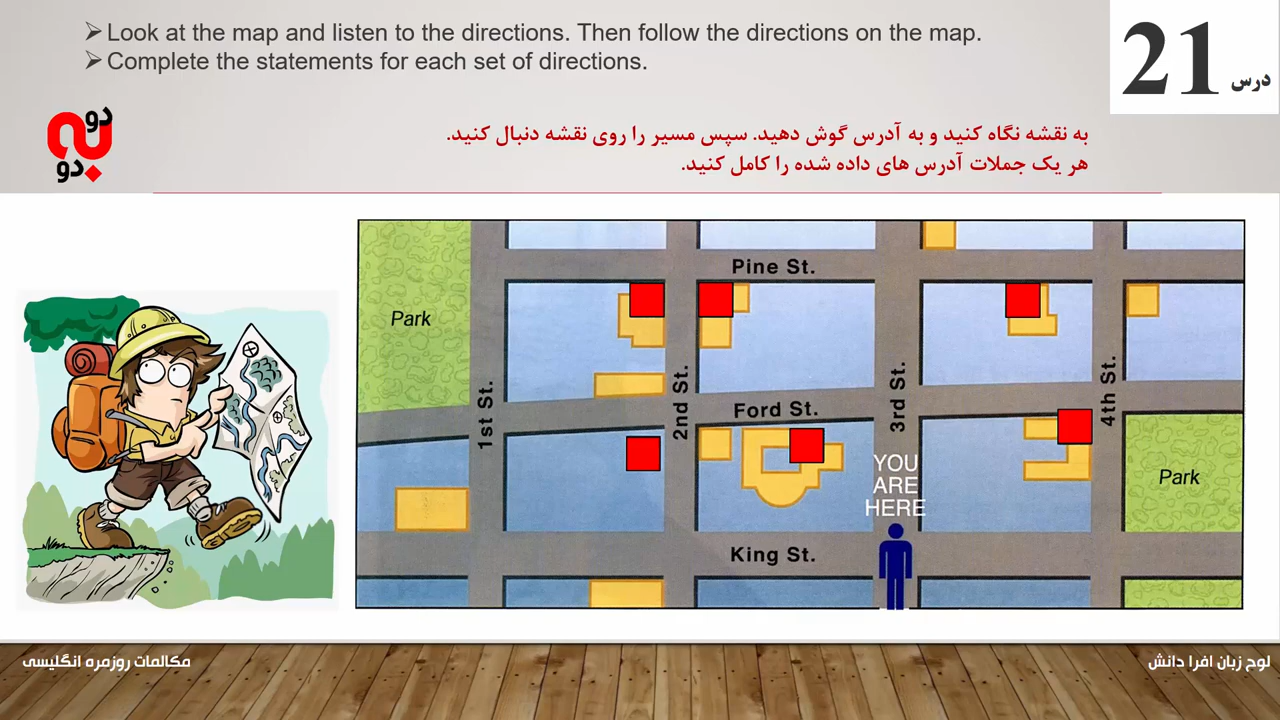 ➢ Look at the map and listen to the directions. Then follow the directions on the map.
➢ Complete the statements for each set of directions.
درس 21
دو به دو
به نقشه نگاه کنید و به آدرس گوش دهید. سپس مسیر را روی نقشه دنبال کنید.
هر یک جملات آدرس های داده شده را کامل کنید.
Pine St.
Park
1st St.
2nd St.
Ford St.
3rd St.
4th St.
YOU
ARE
HERE
Park
King St.
مکالمات روزمره انگلیسی
لوح زبان افرا دانش